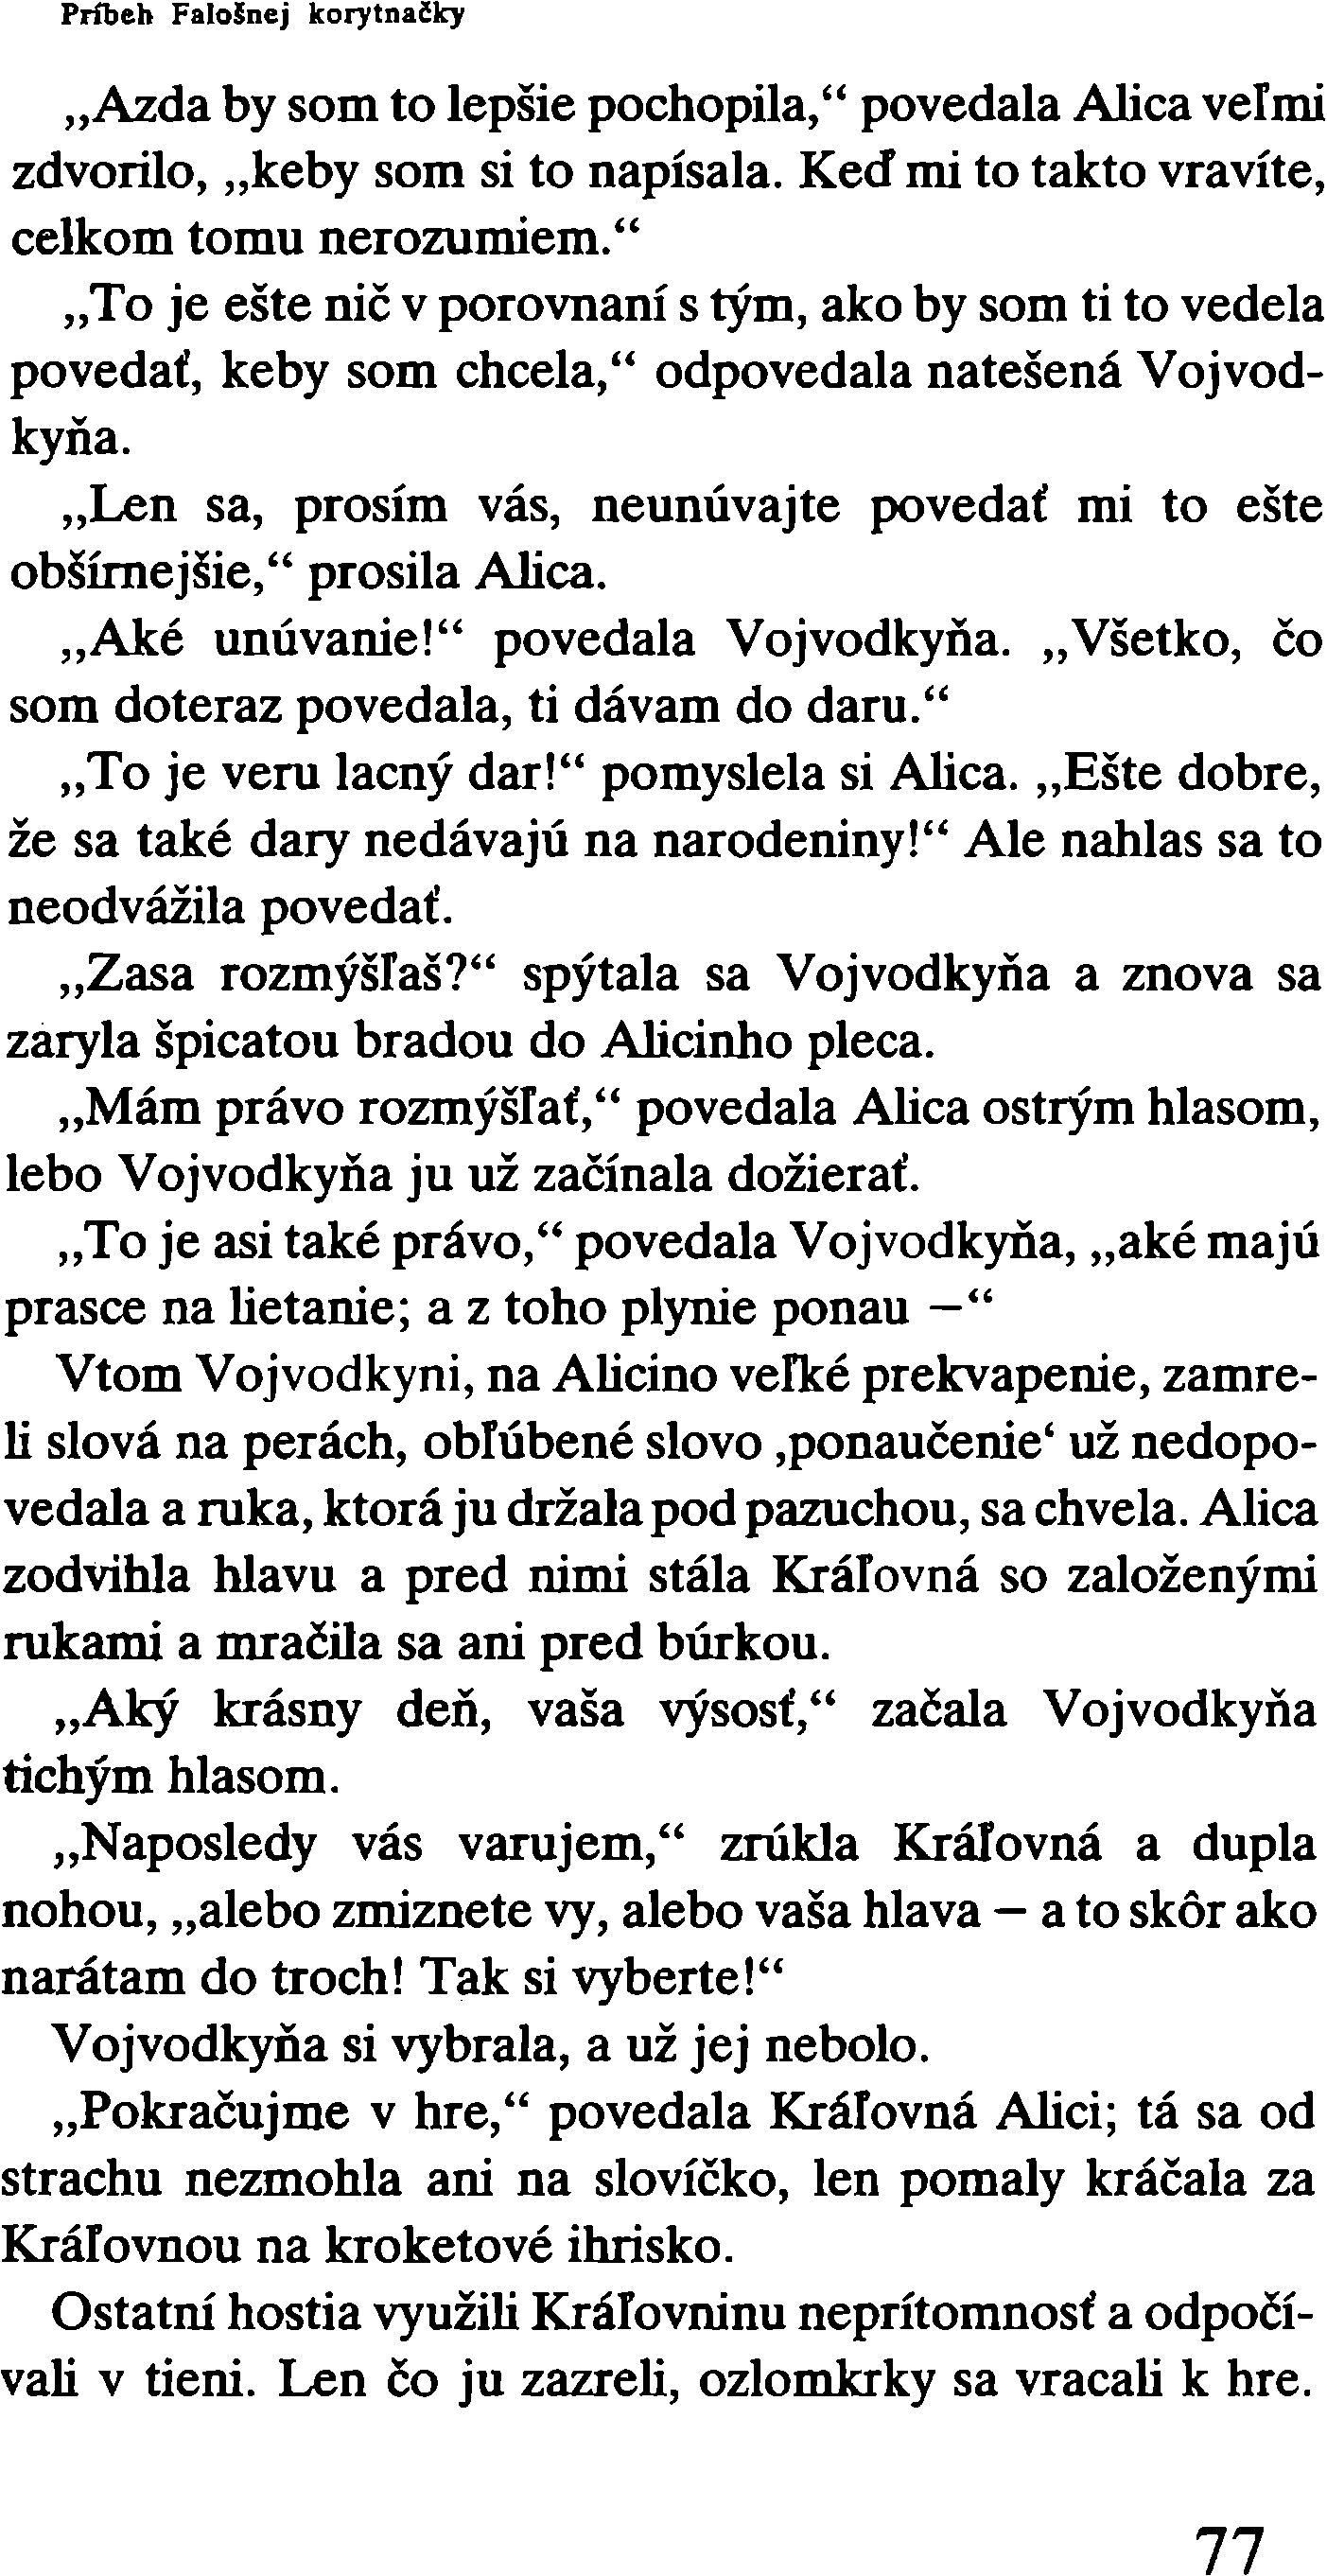 Príbeh Falošnej korytnačky
„Azda by som to lepšie pochopila,“ povedala Alica veľmi
zdvorilo, „keby som si to napísala. Keď mi to takto vravíte,
celkom tomu nerozumiem.“
„To je ešte nič v porovnaní s tým, ako by som ti to vedela
povedať, keby som chcela,“ odpovedala natešená Vojvod-
kyňa.
„Len sa, prosím vás, neunúvajte povedať mi to ešte
obšírnejšie,“ prosila Alica.
„Aké unúvanie!“ povedala Vojvodkyňa. „Všetko, čo
som doteraz povedala, ti dávam do daru.“
„To je veru lacný dar!“ pomyslela si Alica. „Ešte dobre,
že sa také dary nedávajú na narodeniny!“ Ale nahlas sa to
neodvážila povedať.
„Zasa rozmýšľaš?“ spýtala sa Vojvodkyňa a znova sa
zaryla špicatou bradou do Alicinho pleca.
„Mám právo rozmýšľať,“ povedala Alica ostrým hlasom,
lebo Vojvodkyňa ju už začínala dožierať.
„To je asi také právo,“ povedala Vojvodkyňa, „aké majú
prasce na lietanie; a z toho plynie ponau —“
Vtom Vojvodkyni, na Alicino veľké prekvapenie, zamre-
li slová na perách, obľúbené slovo ‚ponaučenie‘ už nedopo-
vedala a ruka, ktorá ju držala pod pazuchou, sa chvela. Alica
zodvihla hlavu a pred nimi stála Kráľovná so založenými
rukami a mračila sa ani pred búrkou.
„Aký krásny deň, vaša výsosť,“ začala Vojvodkyňa
tichým hlasom.
„Naposledy vás varujem,“ zrúkla Kráľovná a dupla
nohou, „alebo zmiznete vy, alebo vaša hlava — a to skôr ako
narátam do troch! Tak si vyberte!“
Vojvodkyňa si vybrala, a už jej nebolo.
„Pokračujme v hre,“ povedala Kráľovná Alici; tá sa od
strachu nezmohla ani na slovíčko, len pomaly kráčala za
Kráľovnou na kroketové ihrisko.
Ostatní hostia využili Kráľovninu neprítomnosť a odpočí-
vali v tieni. Len čo ju zazreli, ozlomkrky sa vracali k hre.
77